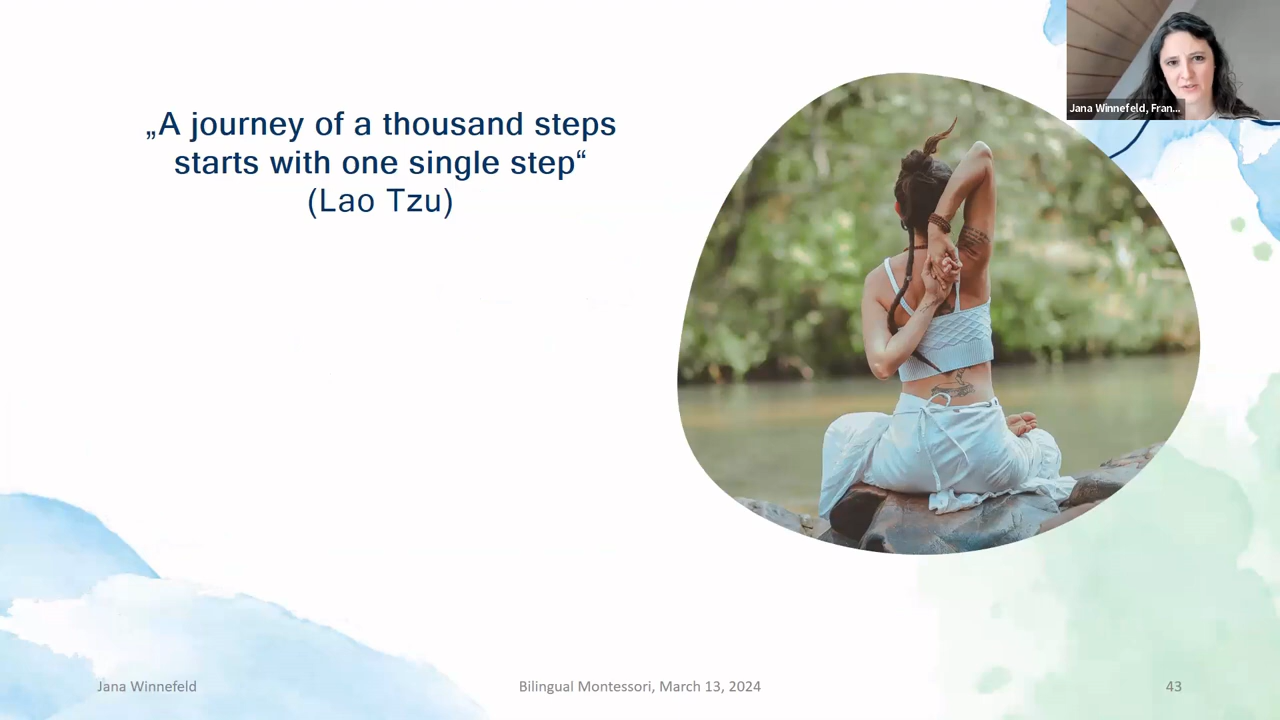 „A journey of a thousand steps
starts with one single step“
(Lao Tzu)
Jana Winnefeld, Fran...
Jana Winnefeld
Bilingual Montessori, March 13, 2024
43